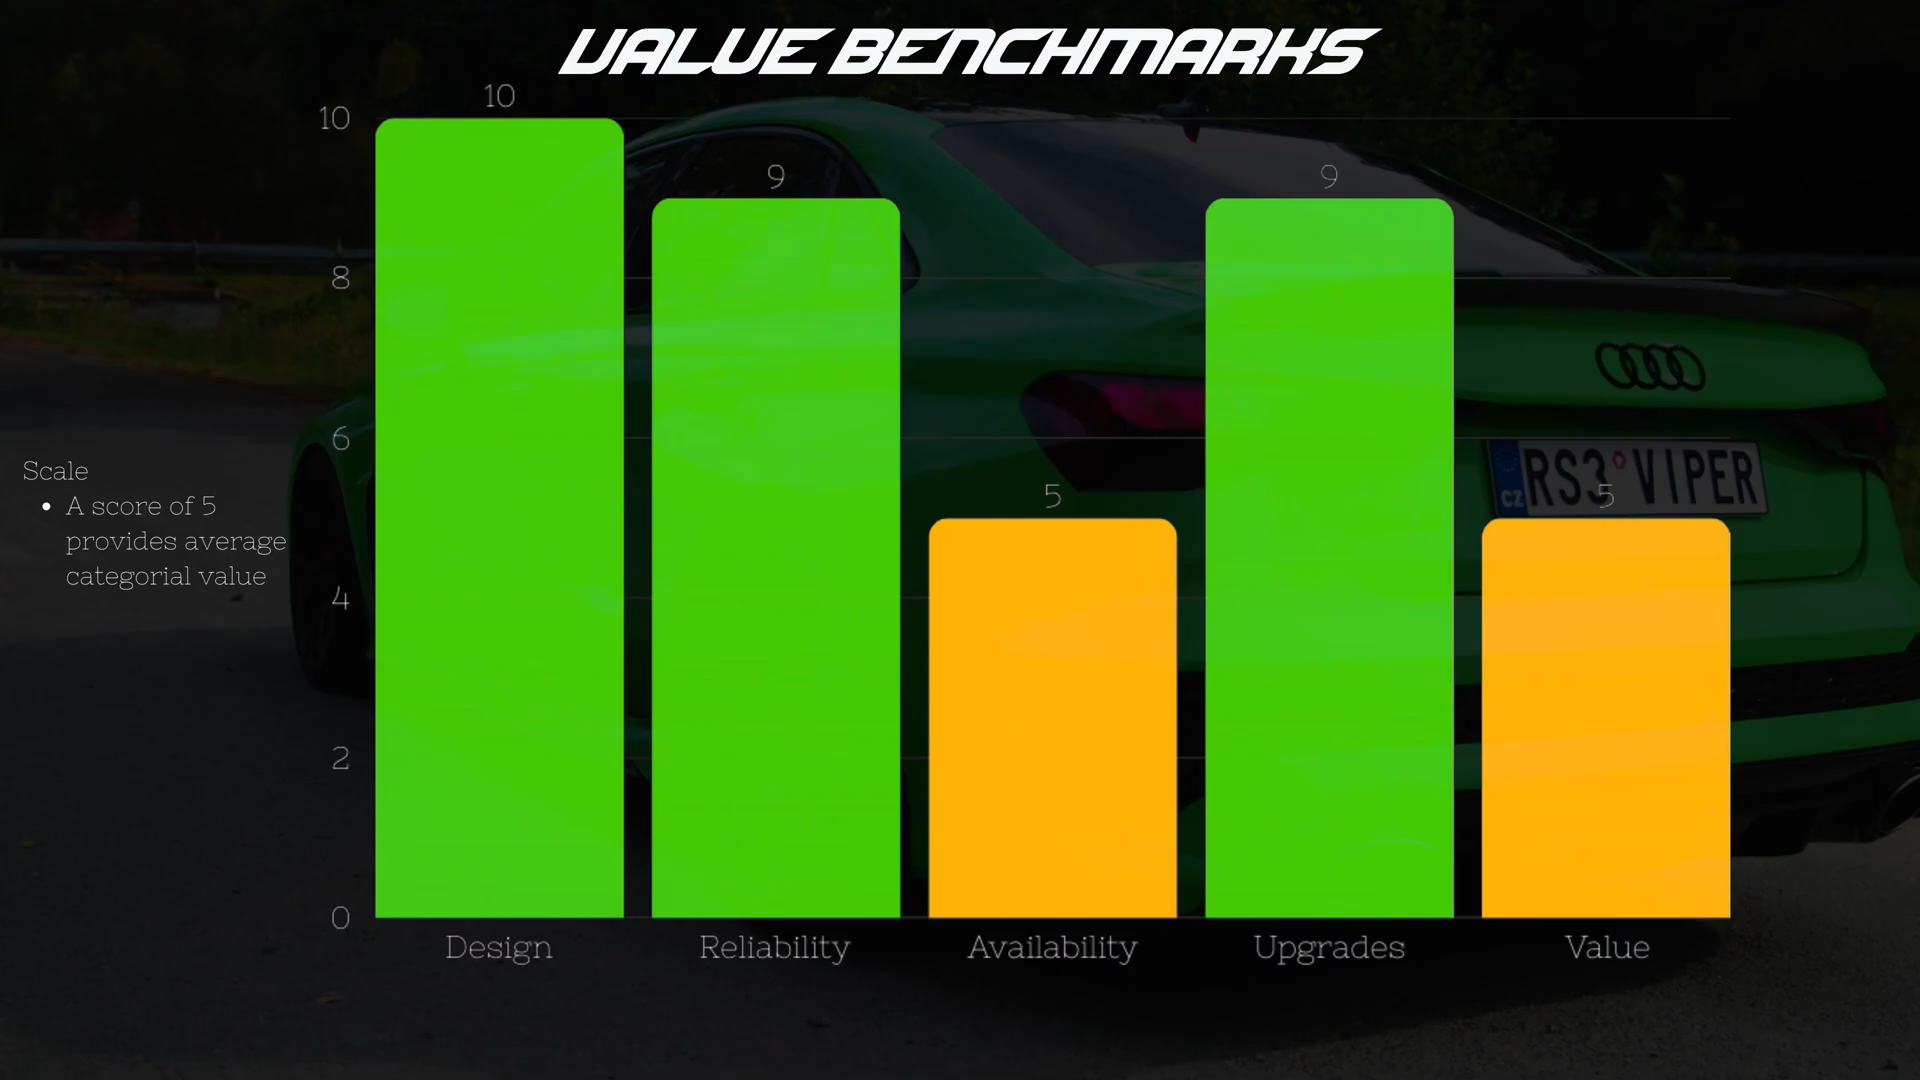 VALUE BENCHMARKS
10
10
9
9
8
6
Scale
• A score of 5
provides average
categorial value
5
5
CZ RS3 VIPER
4
2
0
Design
Reliability
Availability
Upgrades
Value